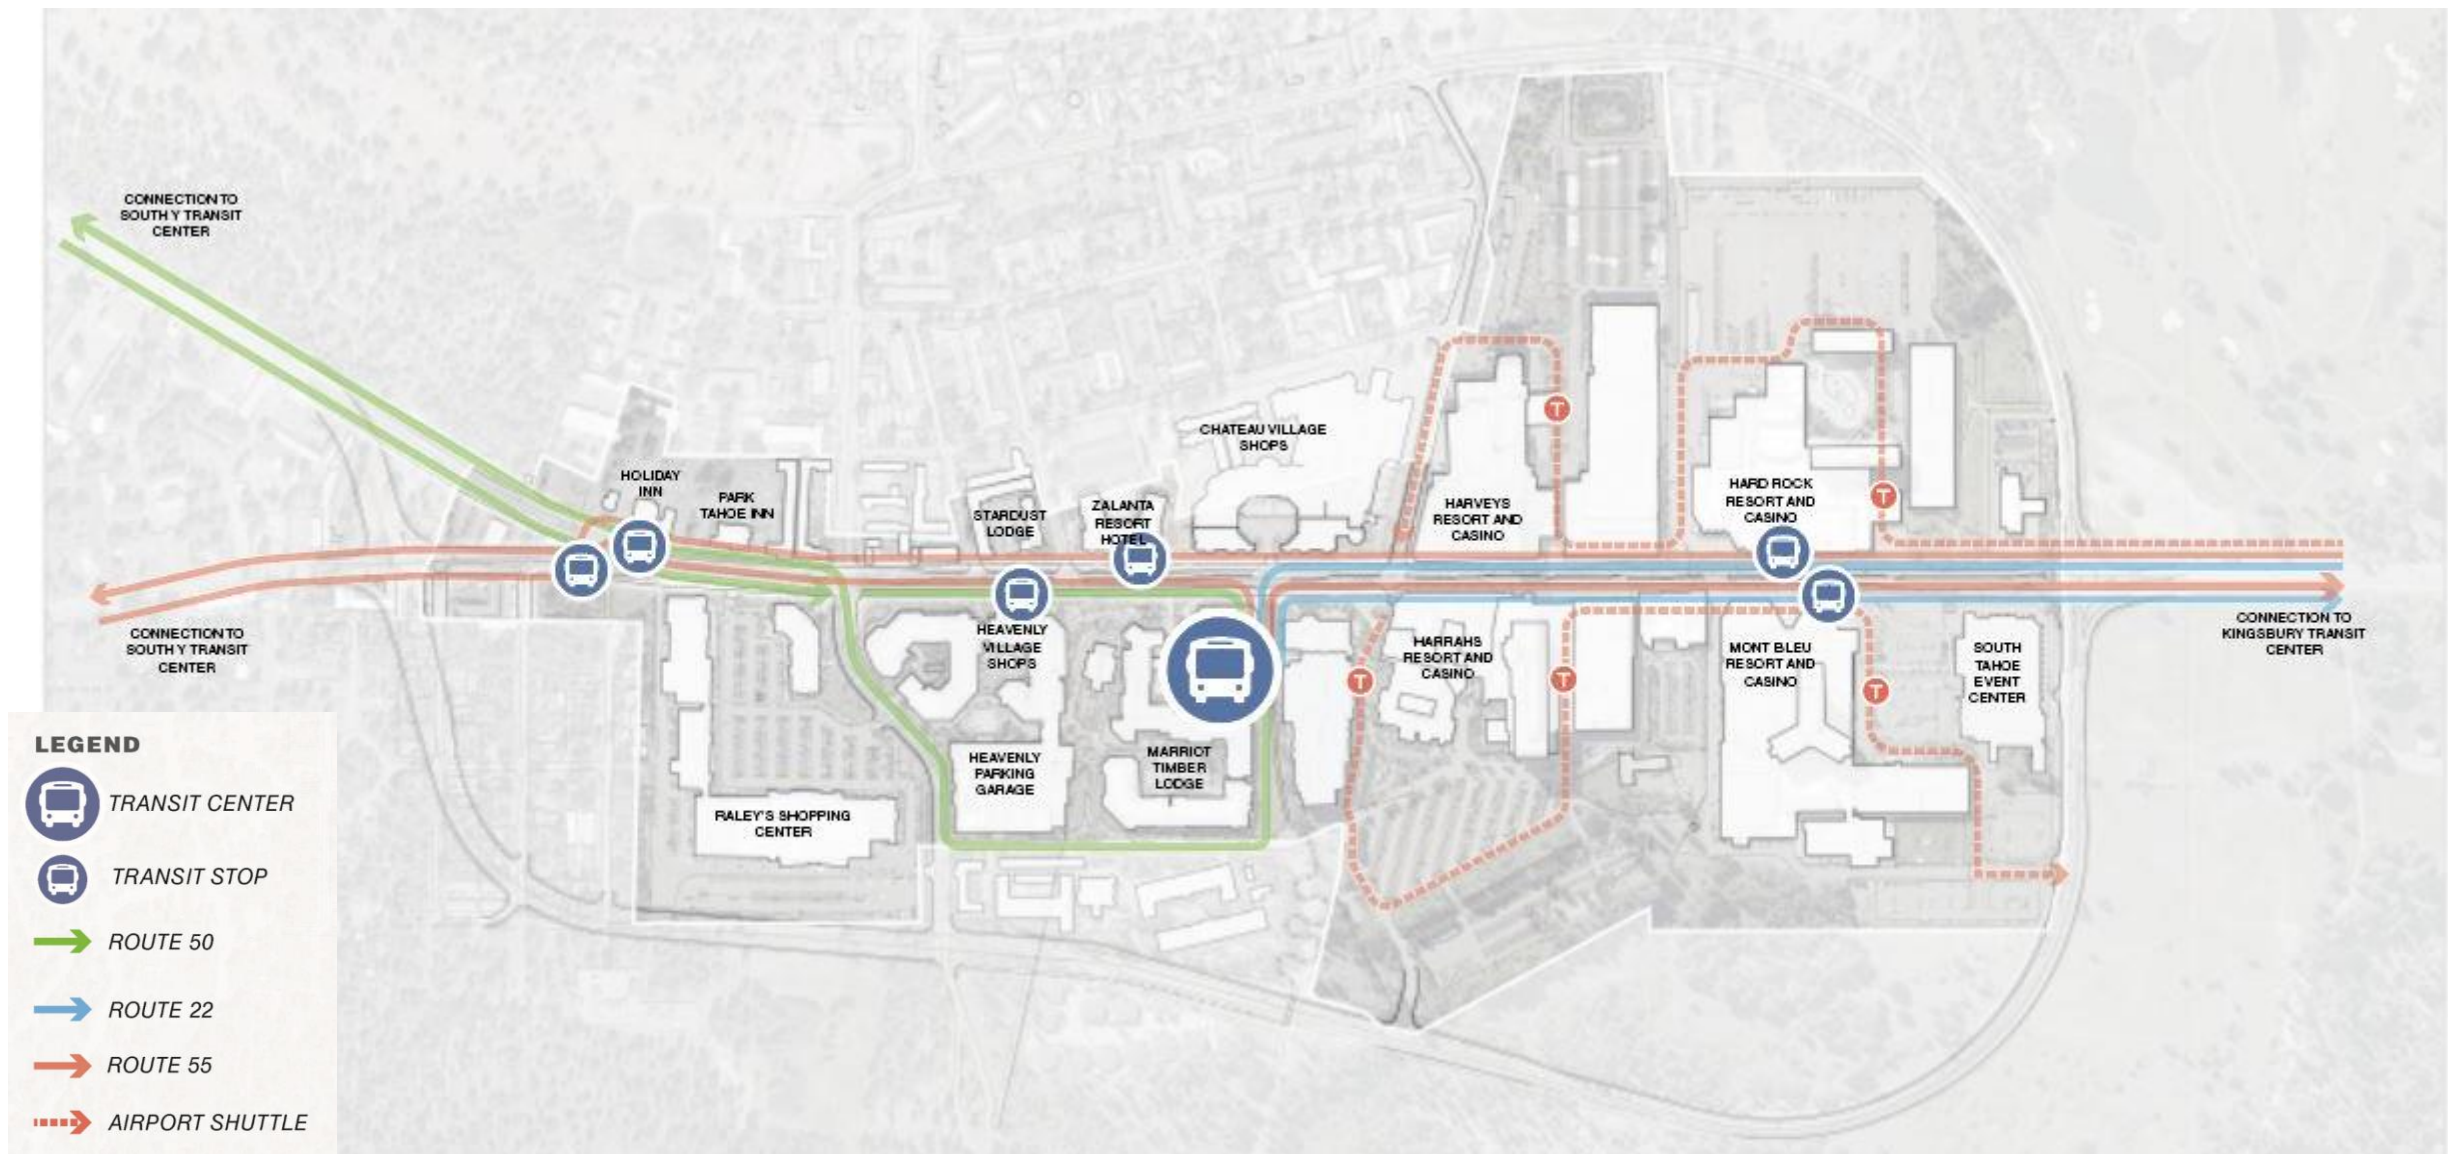 CONNECTION TO
SOUTH Y TRANSIT
CENTER
HOLIDAY
INN
PARK
TAHOE INN
STARDUST
LODGE
ZALANTA
RESORT
HOTEL
CHATEAU VILLAGE
SHOPS
HARVEYS
RESORT AND
CASINO
HARD ROCK
RESORT AND
CASINO
T
T
CONNECTION TO
SOUTH Y TRANSIT
CENTER
HEAVENLY
VILLAGE
SHOPS
HARRAHS
RESORT AND
CASINO
MONT BLEU
RESORT AND
CASINO
SOUTH
TAHOE
EVENT
CENTER
CONNECTION TO
KINGSBURY TRANSIT
CENTER
T
T
T
HEAVENLY
PARKING
GARAGE
MARRIOT
TIMBER
LODGE
RALEY'S SHOPPING
CENTER
LEGEND
TRANSIT CENTER
TRANSIT STOP
ROUTE 50
ROUTE 22
ROUTE 55
AIRPORT SHUTTLE